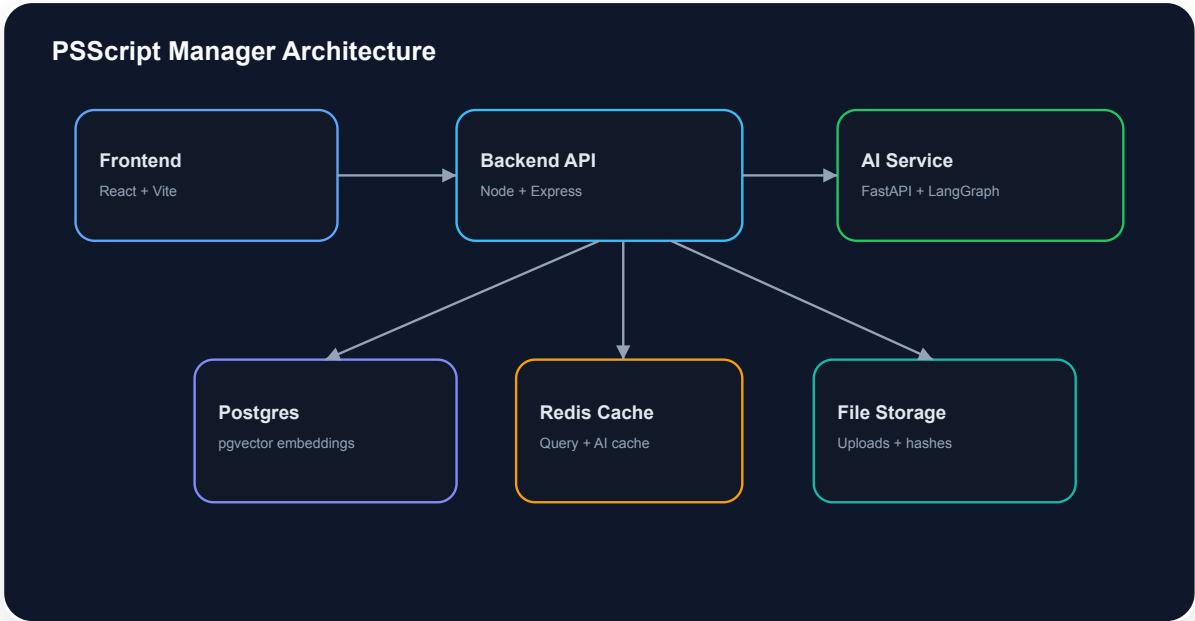 PSScript Manager Architecture
Frontend
React + Vite
Backend API
Node + Express
AI Service
FastAPI + LangGraph
Postgres
pgvector embeddings
Redis Cache
Query + AI cache
File Storage
Uploads + hashes